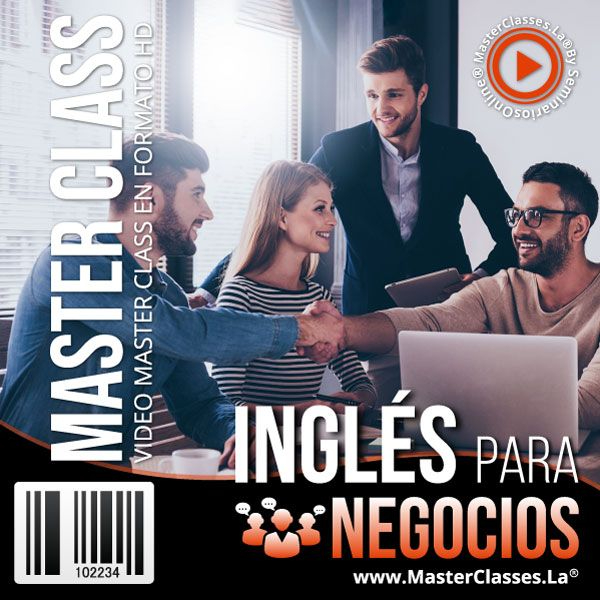 MASTER CLASS
VIDEO MASTER CLASS EN FORMATO HD
MasterClasses.La® By SeminariosOnline®
INGLÉS PARA
NEGOCIOS
102234
www.MasterClasses.La®